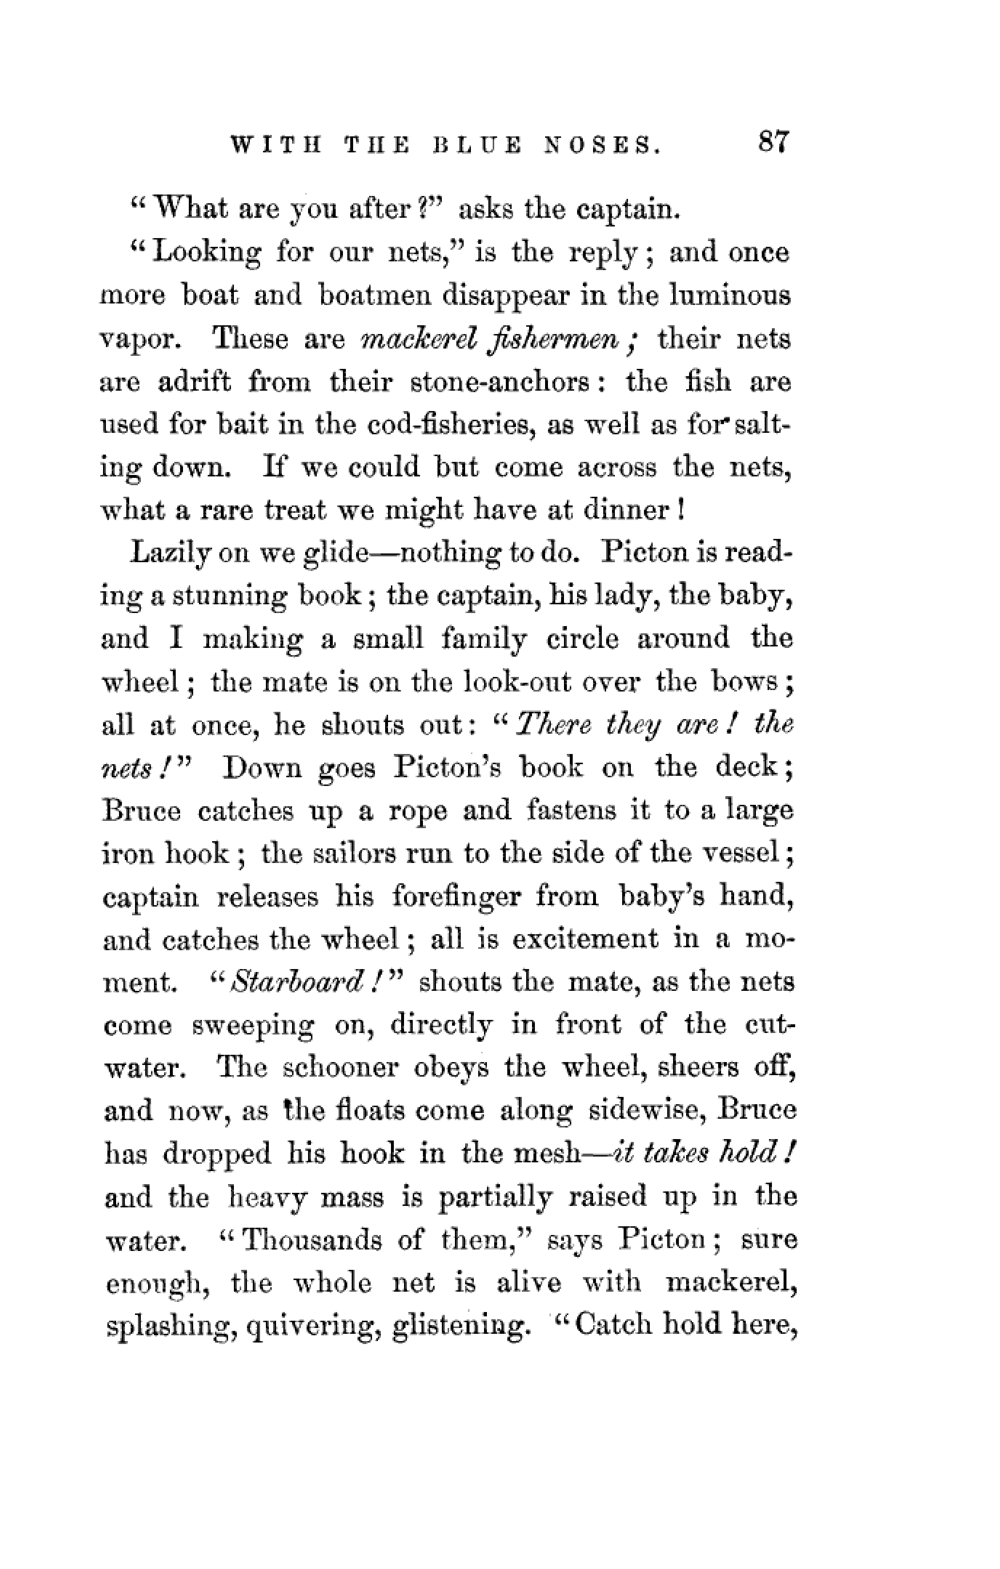 WITH THE BLUE NOSES. 87
“What are you after?” asks the captain.
“Looking for our nets,” is the reply; and once
more boat and boatmen disappear in the luminous
vapor. These are mackerel fishermen; their nets
are adrift from their stone-anchors: the fish are
used for bait in the cod-fisheries, as well as for salt-
ing down. If we could but come across the nets,
what a rare treat we might have at dinner!
Lazily on we glide—nothing to do. Picton is read-
ing a stunning book; the captain, his lady, the baby,
and I making a small family circle around the
wheel; the mate is on the look-out over the bows;
all at once, he shouts out: “There they are! the
nets!” Down goes Picton’s book on the deck;
Bruce catches up a rope and fastens it to a large
iron hook; the sailors run to the side of the vessel;
captain releases his forefinger from baby’s hand,
and catches the wheel; all is excitement in a mo-
ment. “Starboard!” shouts the mate, as the nets
come sweeping on, directly in front of the cut-
water. The schooner obeys the wheel, sheers off,
and now, as the floats come along sidewise, Bruce
has dropped his hook in the mesh—it takes hold!
and the heavy mass is partially raised up in the
water. “Thousands of them,” says Picton; sure
enough, the whole net is alive with mackerel,
splashing, quivering, glistening. “Catch hold here,